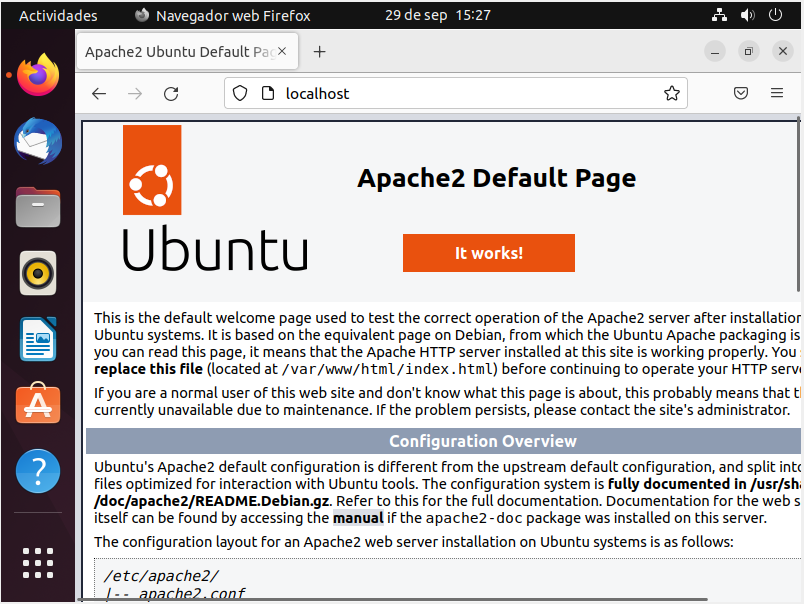 Actividades
Navegador web Firefox
29 de sep 15:27
Apache2 Ubuntu Default Pag
localhost
Ubuntu
Apache2 Default Page
It works!
This is the default welcome page used to test the correct operation of the Apache2 server after installation
Ubuntu systems. It is based on the equivalent page on Debian, from which the Ubuntu Apache packaging is
you can read this page, it means that the Apache HTTP server installed at this site is working properly. You
replace this file (located at /var/www/html/index.html) before continuing to operate your HTTP serve
If you are a normal user of this web site and don't know what this page is about, this probably means that t
currently unavailable due to maintenance. If the problem persists, please contact the site's administrator.
Configuration Overview
Ubuntu's Apache2 default configuration is different from the upstream default configuration, and split into
files optimized for interaction with Ubuntu tools. The configuration system is fully documented in /usr/sha
/doc/apache2/README.Debian.gz. Refer to this for the full documentation. Documentation for the web s
itself can be found by accessing the manual if the apache2-doc package was installed on this server.
The configuration layout for an Apache2 web server installation on Ubuntu systems is as follows:
/etc/apache2/
|-- apache2.conf